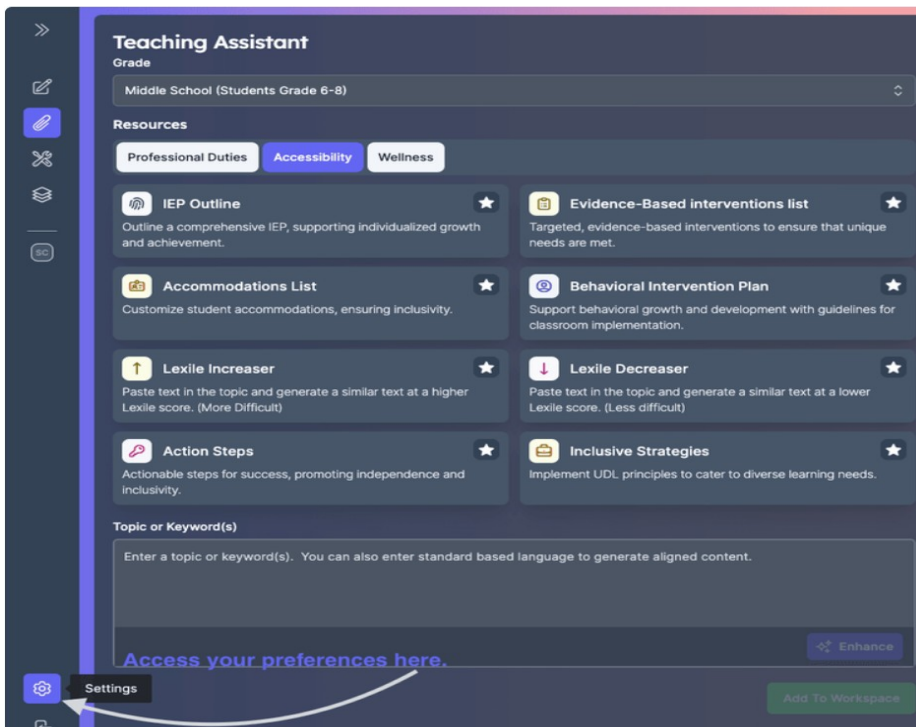 Teaching Assistant
Grade
Middle School (Students Grade 6-8)
Resources
Professional Duties
Accessibility
Wellness
IEP Outline
Outline a comprehensive IEP, supporting individualized growth
and achievement.
Evidence-Based interventions list
Targeted, evidence-based interventions to ensure that unique
needs are met.
Accommodations List
Customize student accommodations, ensuring inclusivity.
Behavioral Intervention Plan
Support behavioral growth and development with guidelines for
classroom implementation.
Lexile Increaser
Paste text in the topic and generate a similar text at a higher
Lexile score. (More Difficult)
Lexile Decreaser
Paste text in the topic and generate a similar text at a lower
Lexile score. (Less difficult)
Action Steps
Actionable steps for success, promoting independence and
inclusivity.
Inclusive Strategies
Implement UDL principles to cater to diverse learning needs.
SC
Topic or Keyword(s)
Enter a topic or keyword(s). You can also enter standard based language to generate aligned content.
Enhance
Access your preferences here.
Settings
Add To Workspace